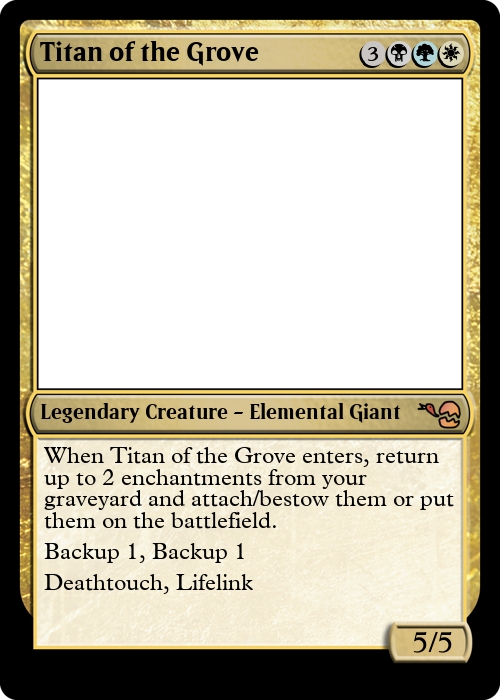 Titan of the Grove 3
Legendary Creature – Elemental Giant
When Titan of the Grove enters, return
up to 2 enchantments from your
graveyard and attach/bestow them or put
them on the battlefield.
Backup 1, Backup 1
Deathtouch, Lifelink
5/5